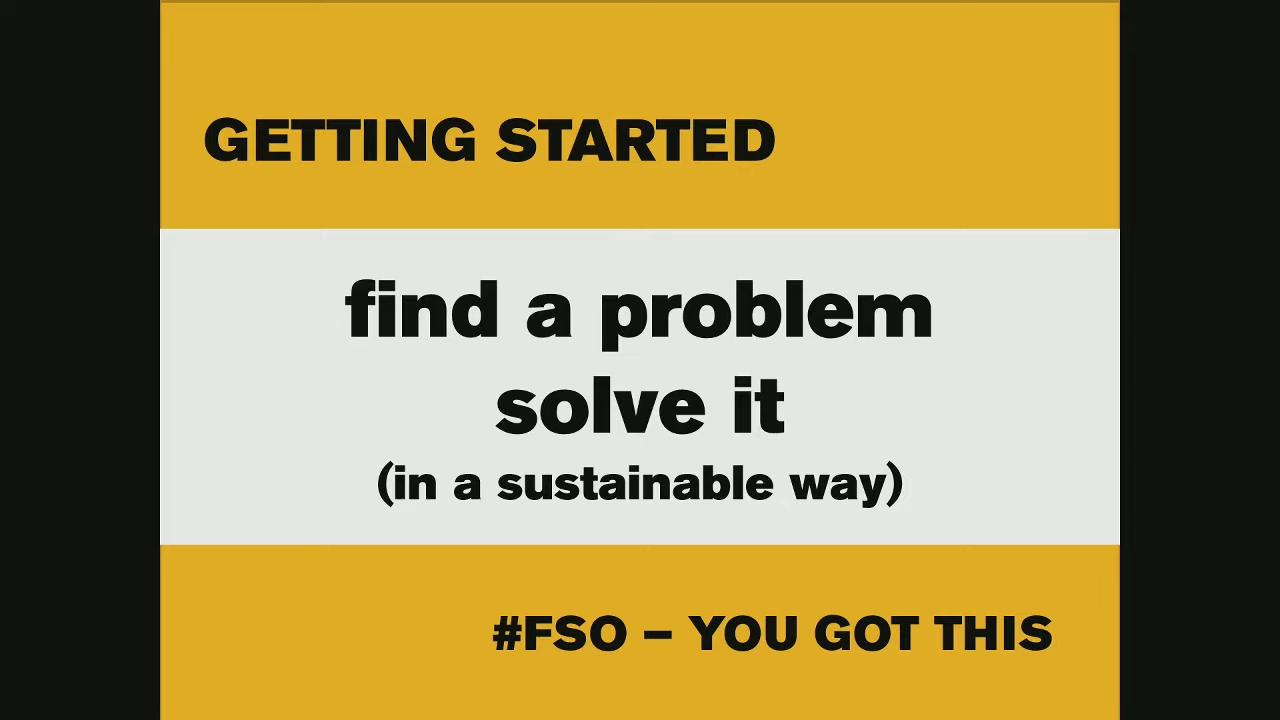 GETTING STARTED
find a problem
solve it
(in a sustainable way)
#FSO – YOU GOT THIS